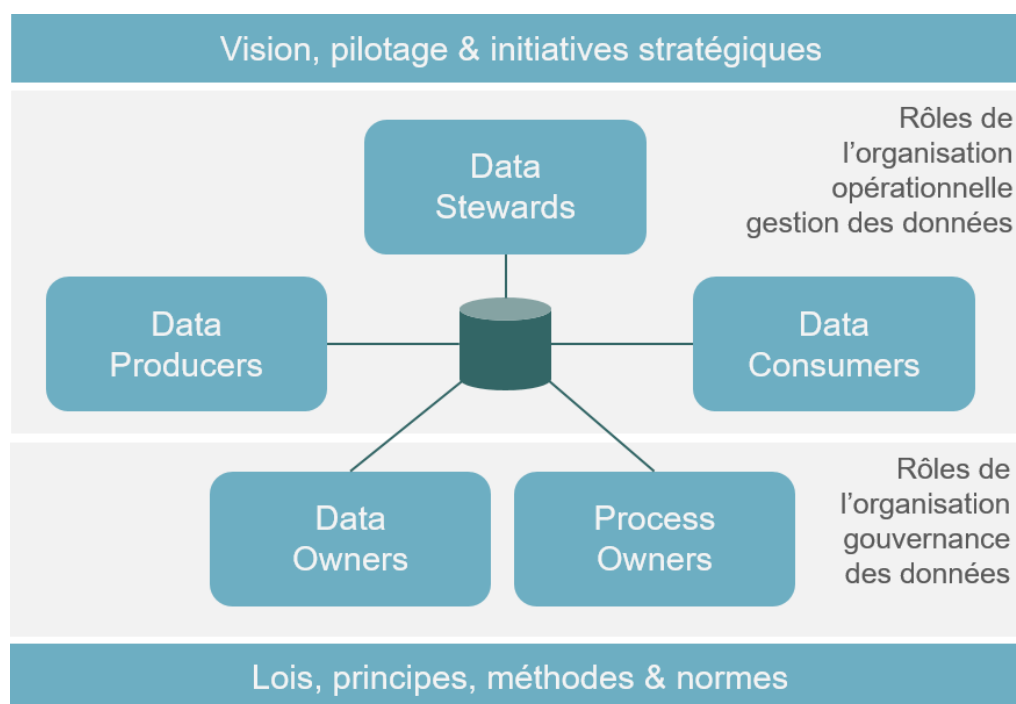 Vision, pilotage & initiatives stratégiques
Rôles de
l’organisation
opérationnelle
gestion des données
Data
Stewards
Data
Producers
Data
Consumers
Rôles de
l’organisation
gouvernance
des données
Data
Owners
Process
Owners
Lois, principes, méthodes & normes